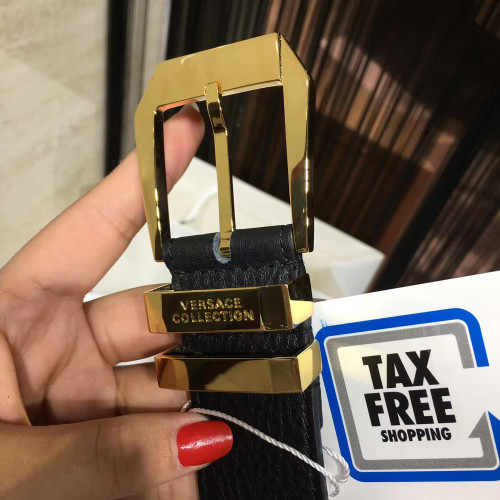 VERSACE
COLLECTION
TAX
FREE
SHOPPING